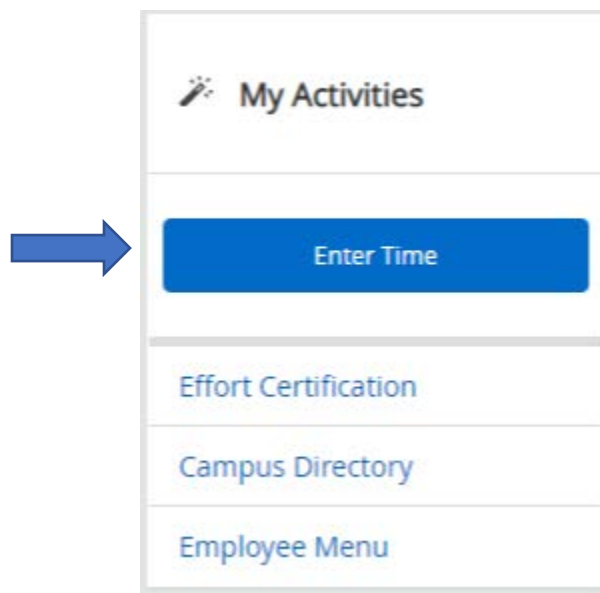 My Activities
Enter Time
Effort Certification
Campus Directory
Employee Menu